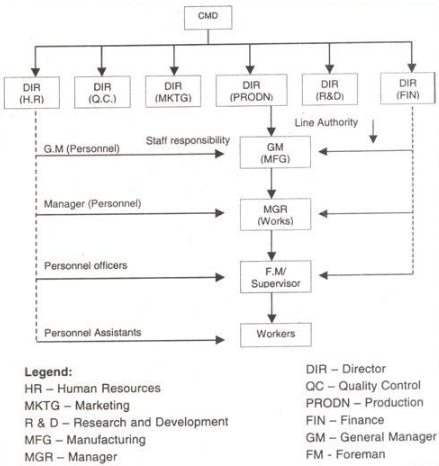 CMD
DIR (H.R)
DIR (Q.C.)
DIR (MKTG)
DIR (PRODN)
DIR (R&D)
DIR (FIN)
Line Authority
Staff responsibility
G.M (Personnel)
GM (MFG)
Manager (Personnel)
MGR (Works)
Personnel officers
F.M/ Supervisor
Personnel Assistants
Workers
Legend:
HR – Human Resources
MKTG – Marketing
R & D – Research and Development
MFG – Manufacturing
MGR – Manager
DIR – Director
QC – Quality Control
PRODN – Production
FIN – Finance
GM – General Manager
FM - Foreman